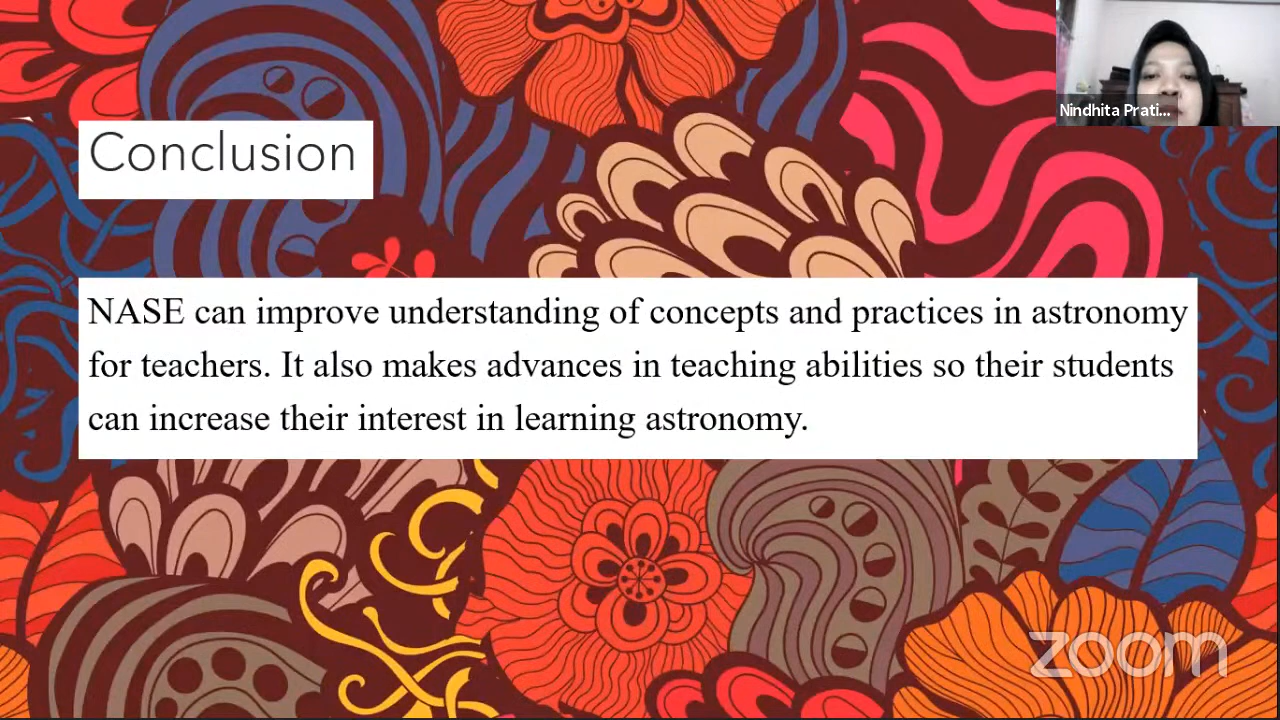 Nindhita Prati...
Conclusion
NASE can improve understanding of concepts and practices in astronomy
for teachers. It also makes advances in teaching abilities so their students
can increase their interest in learning astronomy.
zoom